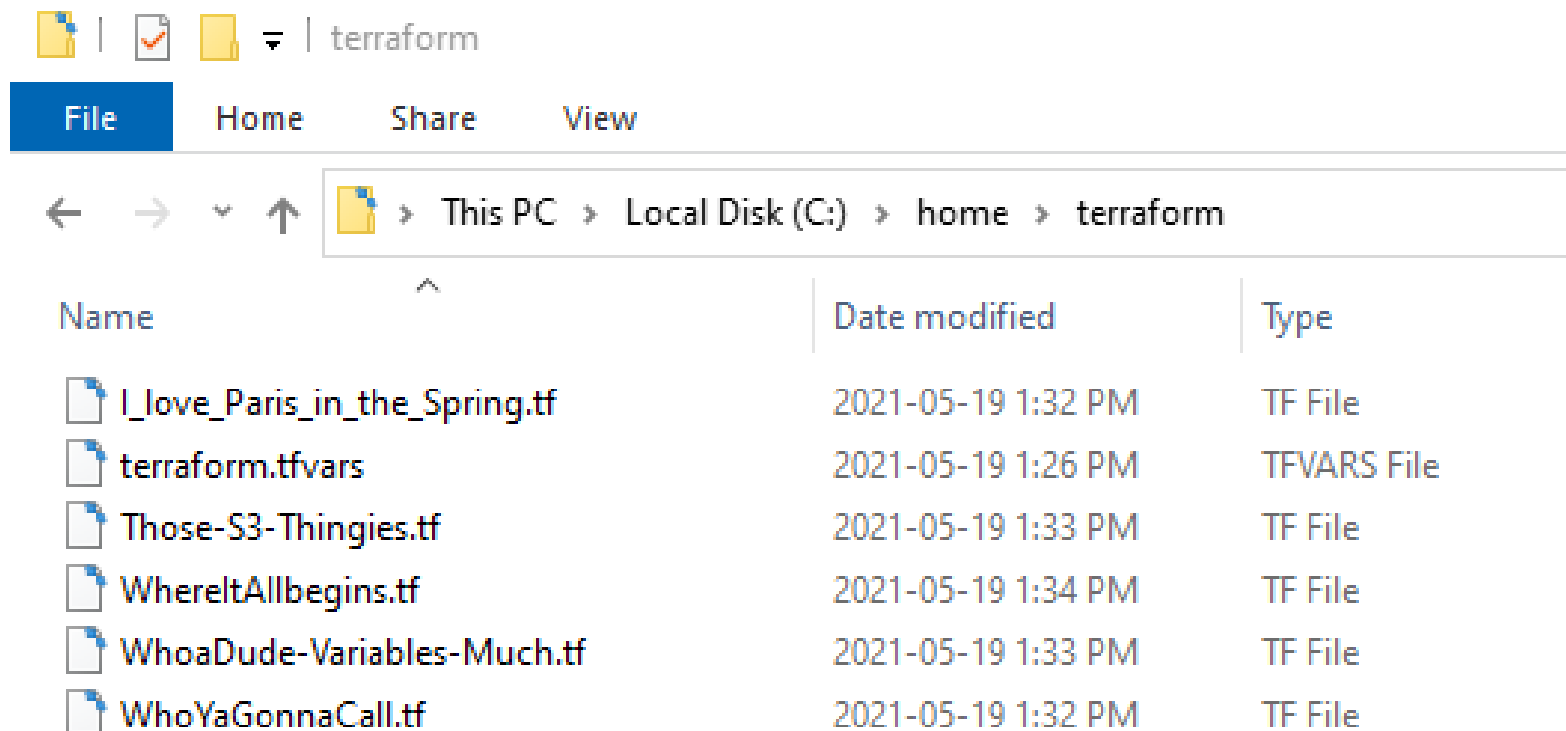 terraform
File Home Share View
This PC > Local Disk (C:) > home > terraform
Name Date modified Type
I_love_Paris_in_the_Spring.tf 2021-05-19 1:32 PM TF File
terraform.tfvars 2021-05-19 1:26 PM TFVARS File
Those-S3-Thingies.tf 2021-05-19 1:33 PM TF File
WhereItAllbegins.tf 2021-05-19 1:34 PM TF File
WhoaDude-Variables-Much.tf 2021-05-19 1:33 PM TF File
WhoYaGonnaCall.tf 2021-05-19 1:32 PM TF File